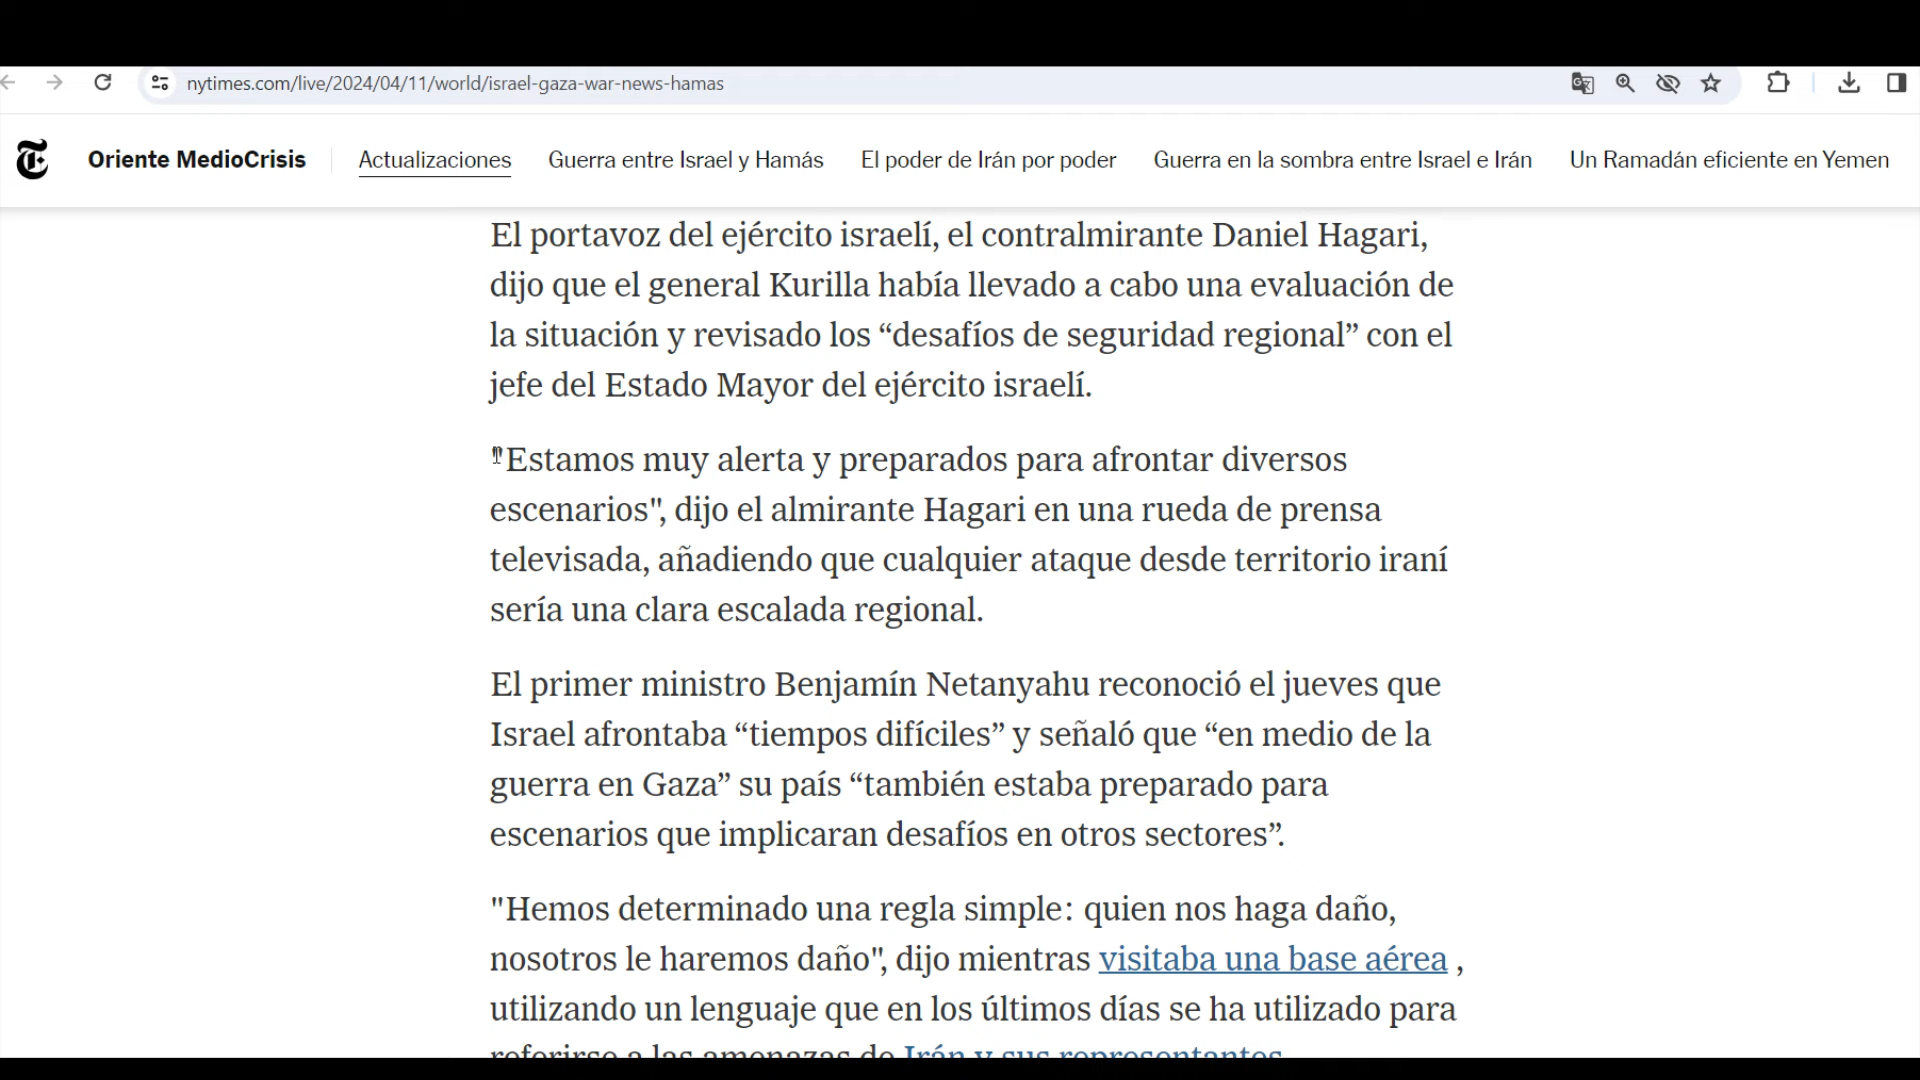 nytimes.com/live/2024/04/11/world/israel-gaza-war-news-hamas
Oriente MedioCrisis Actualizaciones Guerra entre Israel y Hamás El poder de Irán por poder Guerra en la sombra entre Israel e Irán Un Ramadán eficiente en Yemen
El portavoz del ejército israelí, el contralmirante Daniel Hagari,
dijo que el general Kurilla había llevado a cabo una evaluación de
la situación y revisado los “desafíos de seguridad regional” con el
jefe del Estado Mayor del ejército israelí.
"Estamos muy alerta y preparados para afrontar diversos
escenarios", dijo el almirante Hagari en una rueda de prensa
televisada, añadiendo que cualquier ataque desde territorio iraní
sería una clara escalada regional.
El primer ministro Benjamín Netanyahu reconoció el jueves que
Israel afrontaba “tiempos difíciles” y señaló que “en medio de la
guerra en Gaza” su país “también estaba preparado para
escenarios que implicaran desafíos en otros sectores”.
"Hemos determinado una regla simple: quien nos haga daño,
nosotros le haremos daño", dijo mientras visitaba una base aérea ,
utilizando un lenguaje que en los últimos días se ha utilizado para
referirse a las amenazas de Irán y sus representantes